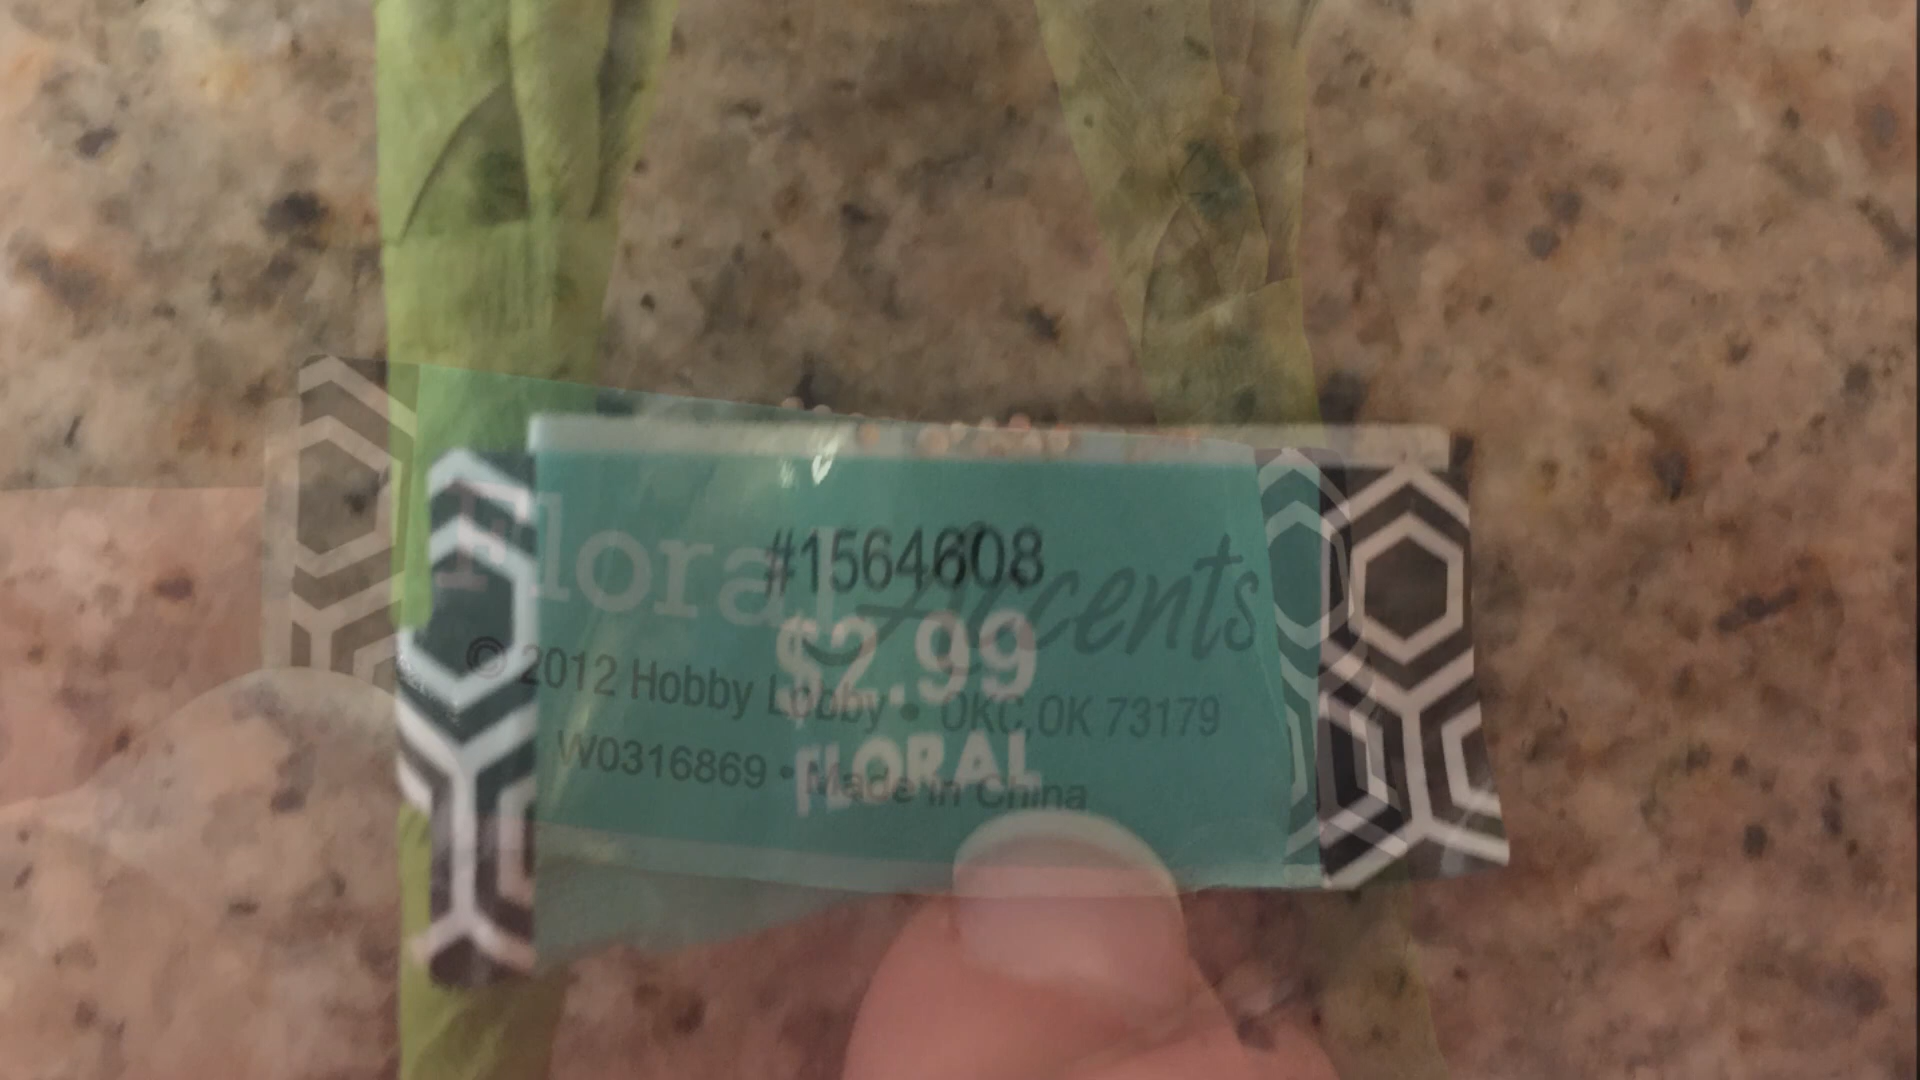 Floral Accents
#1564608
$2.99
© 2012 Hobby Lobby • OKC,OK 73179
FLORAL
W0316869 • Made in China